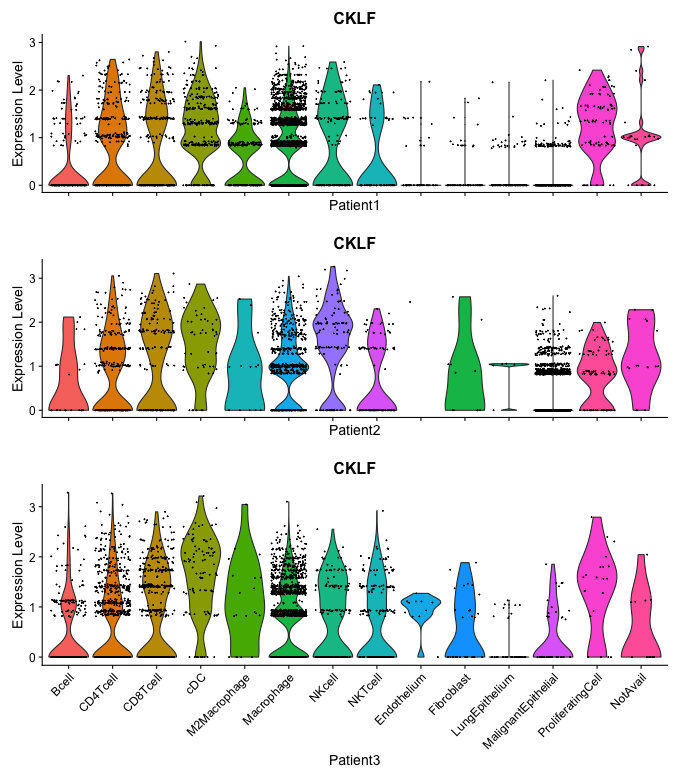 CKLF
Expression Level
3
2
1
0
Patient1
CKLF
Expression Level
3
2
1
0
Patient2
CKLF
Expression Level
3
2
1
0
Bcell
CD4Tcell
CD8Tcell
cDC
M2Macrophage
Macrophage
NKcell
NKTcell
Endothelium
Fibroblast
LungEpithelium
MalignantEpithelial
ProliferatingCell
NotAvail
Patient3